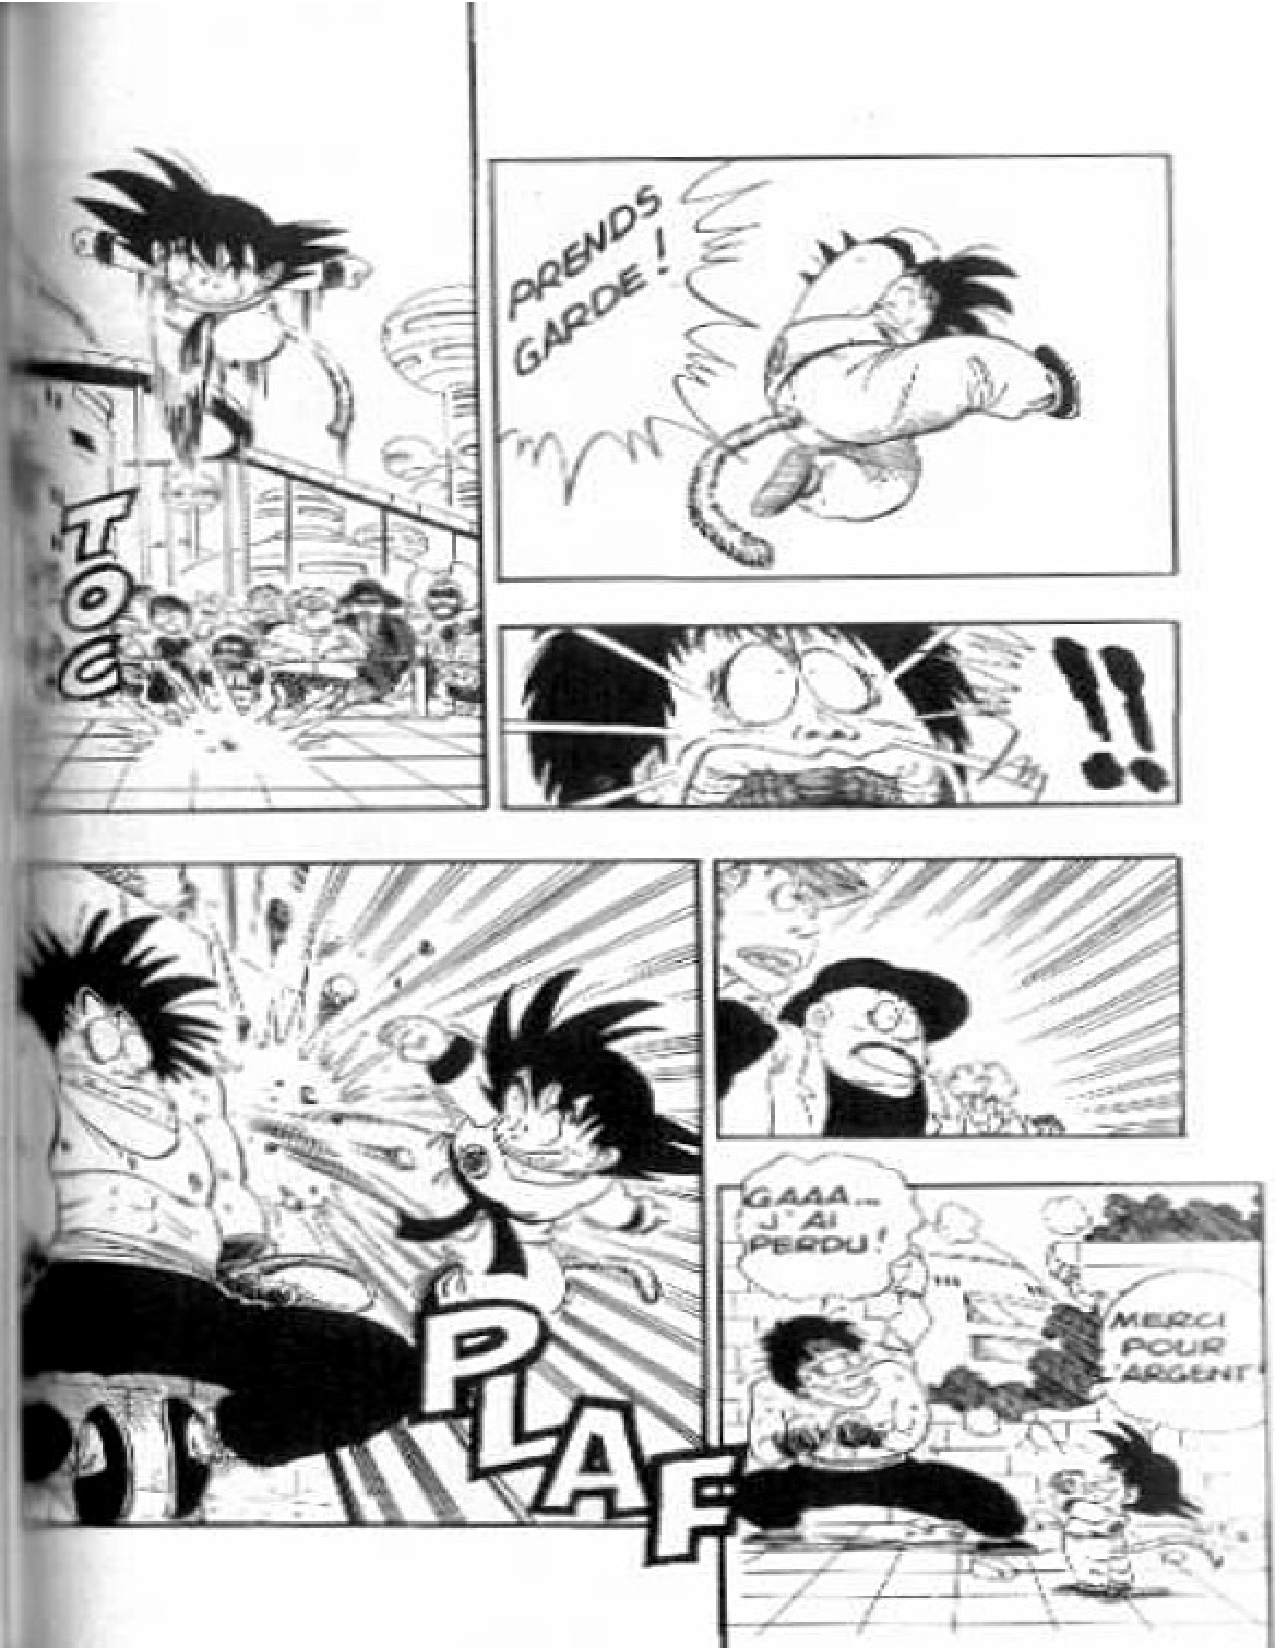 TOC
PRENDS
GARDE !
!!
PLAF
GAAA...
J'AI
PERDU !
MERCI
POUR
L'ARGENT !